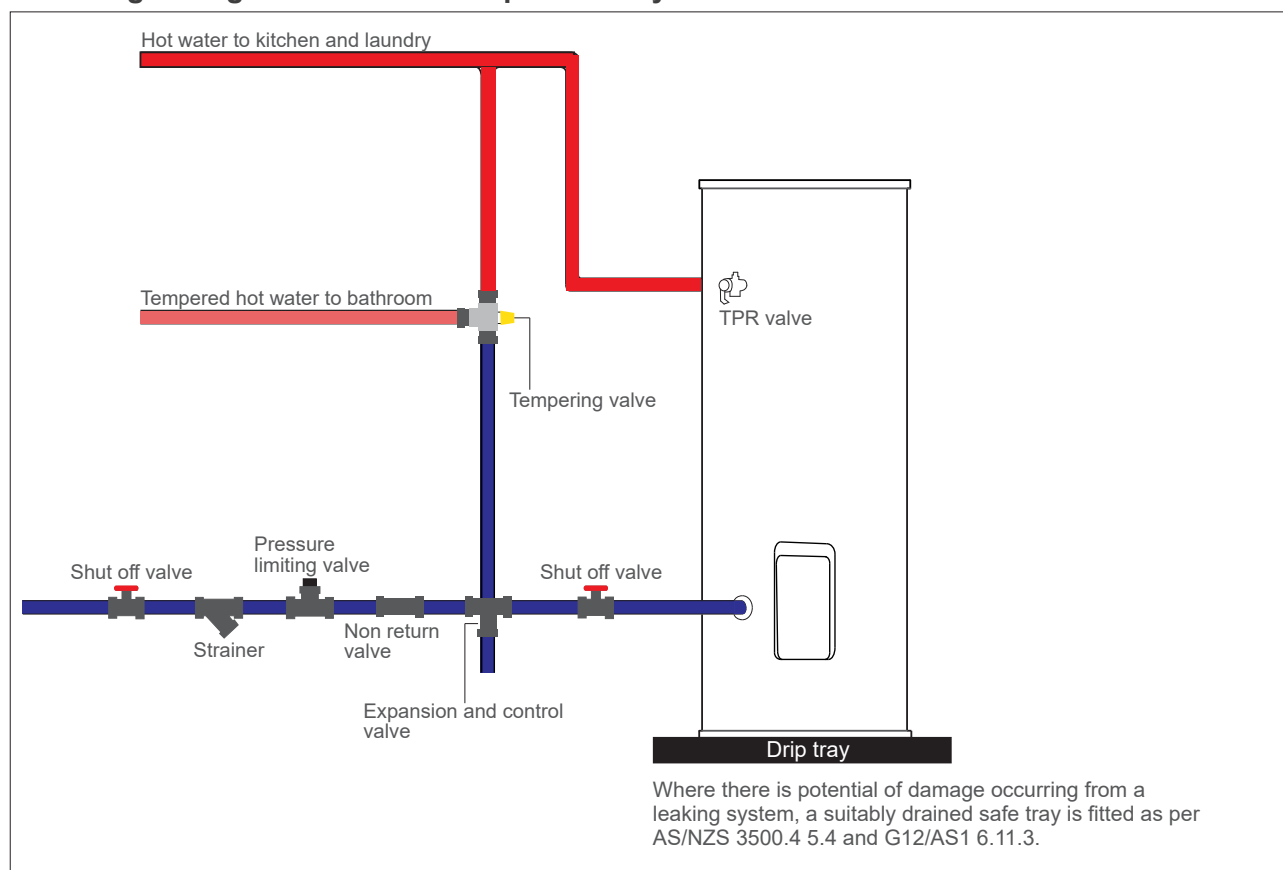 Hot water to kitchen and laundry
Tempered hot water to bathroom
TPR valve
Tempering valve
Shut off valve
Strainer
Pressure
limiting valve
Non return
valve
Expansion and control
valve
Shut off valve
Drip tray
Where there is potential of damage occurring from a
leaking system, a suitably drained safe tray is fitted as per
AS/NZS 3500.4 5.4 and G12/AS1 6.11.3.